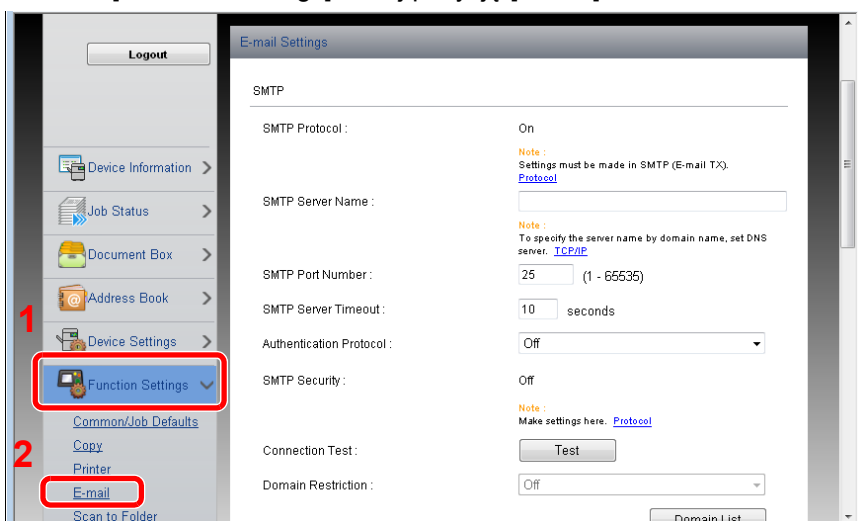 Logout
Device Information
Job Status
Document Box
Address Book
1
Device Settings
Function Settings
Common/Job Defaults
2
Copy
Printer
E-mail
Scan to Folder
E-mail Settings
SMTP
SMTP Protocol : On
Note :
Settings must be made in SMTP (E-mail TX).
Protocol
SMTP Server Name :
Note :
To specify the server name by domain name, set DNS
server. TCP/IP
SMTP Port Number : 25 (1 - 65535)
SMTP Server Timeout : 10 seconds
Authentication Protocol : Off
SMTP Security : Off
Note :
Make settings here. Protocol
Connection Test : Test
Domain Restriction : Off
Domain List